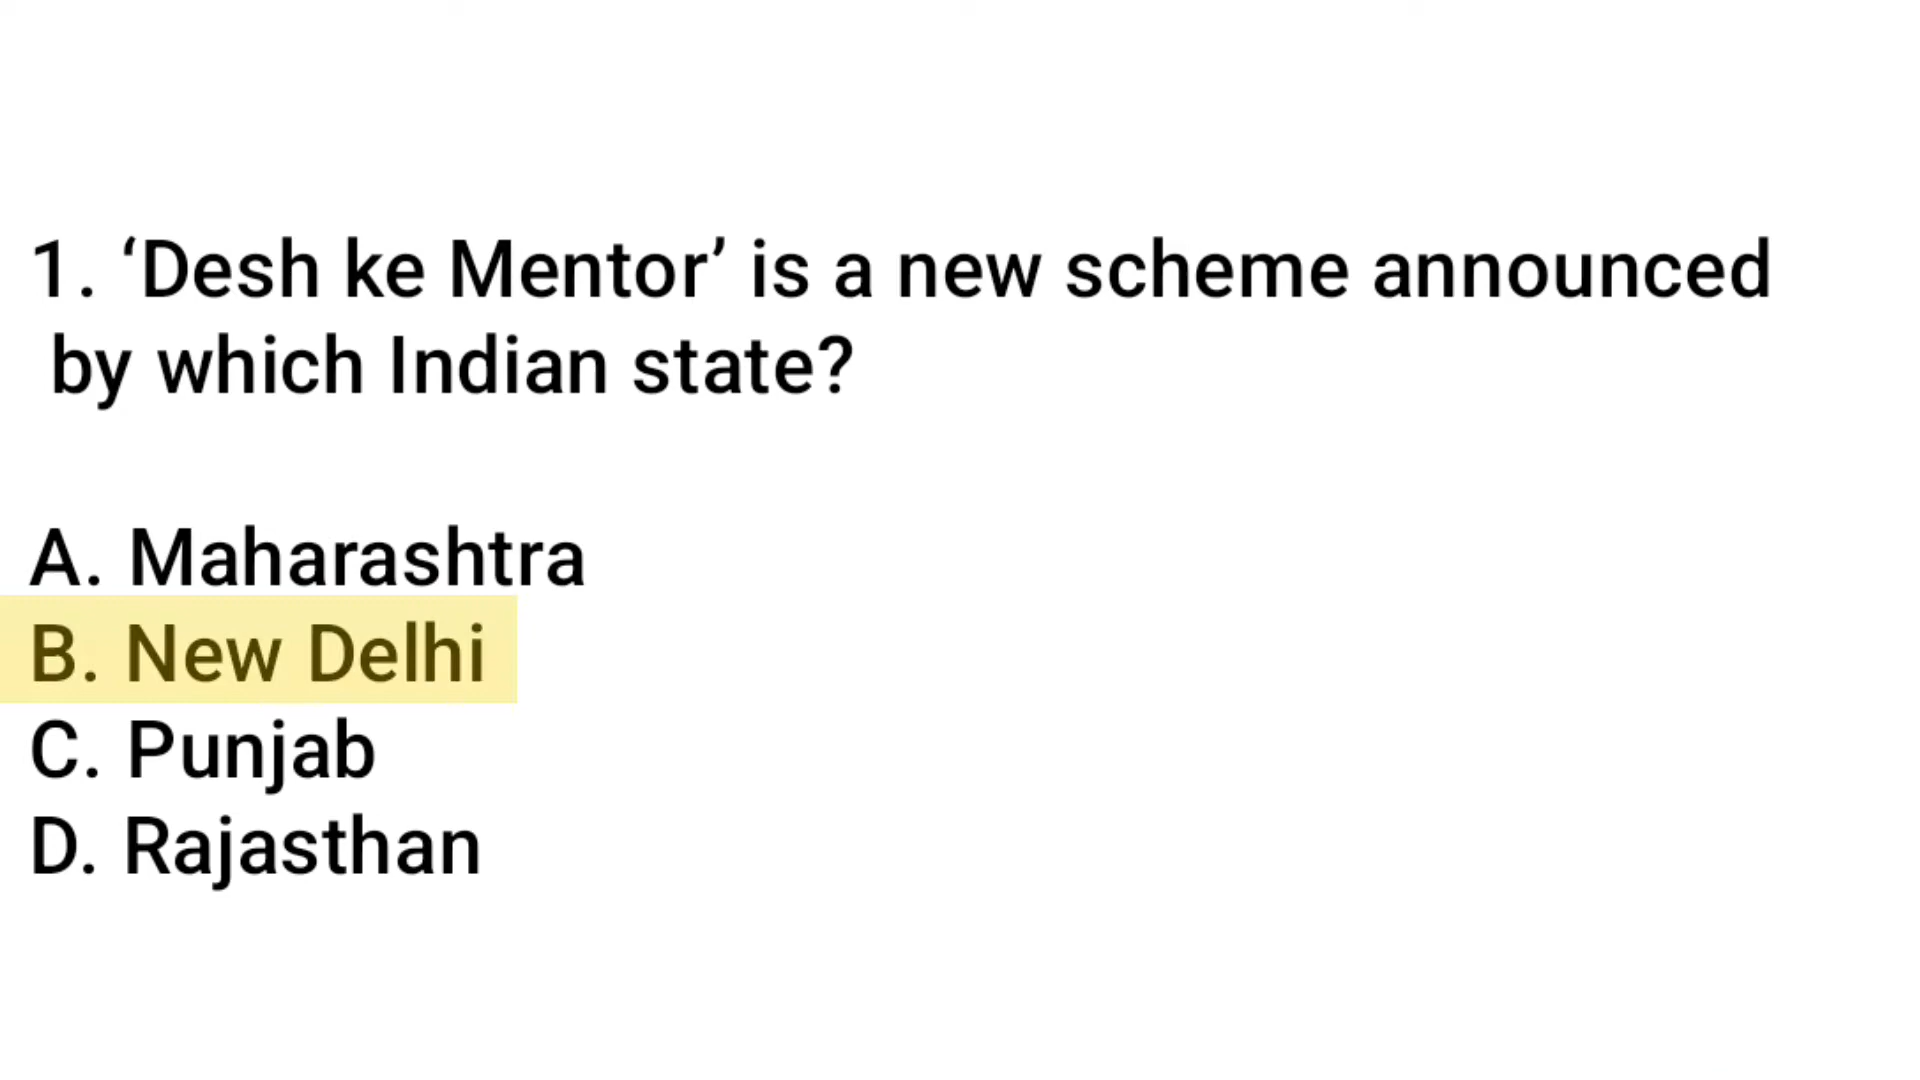 1. ‘Desh ke Mentor’ is a new scheme announced
by which Indian state?
A. Maharashtra
B. New Delhi
C. Punjab
D. Rajasthan